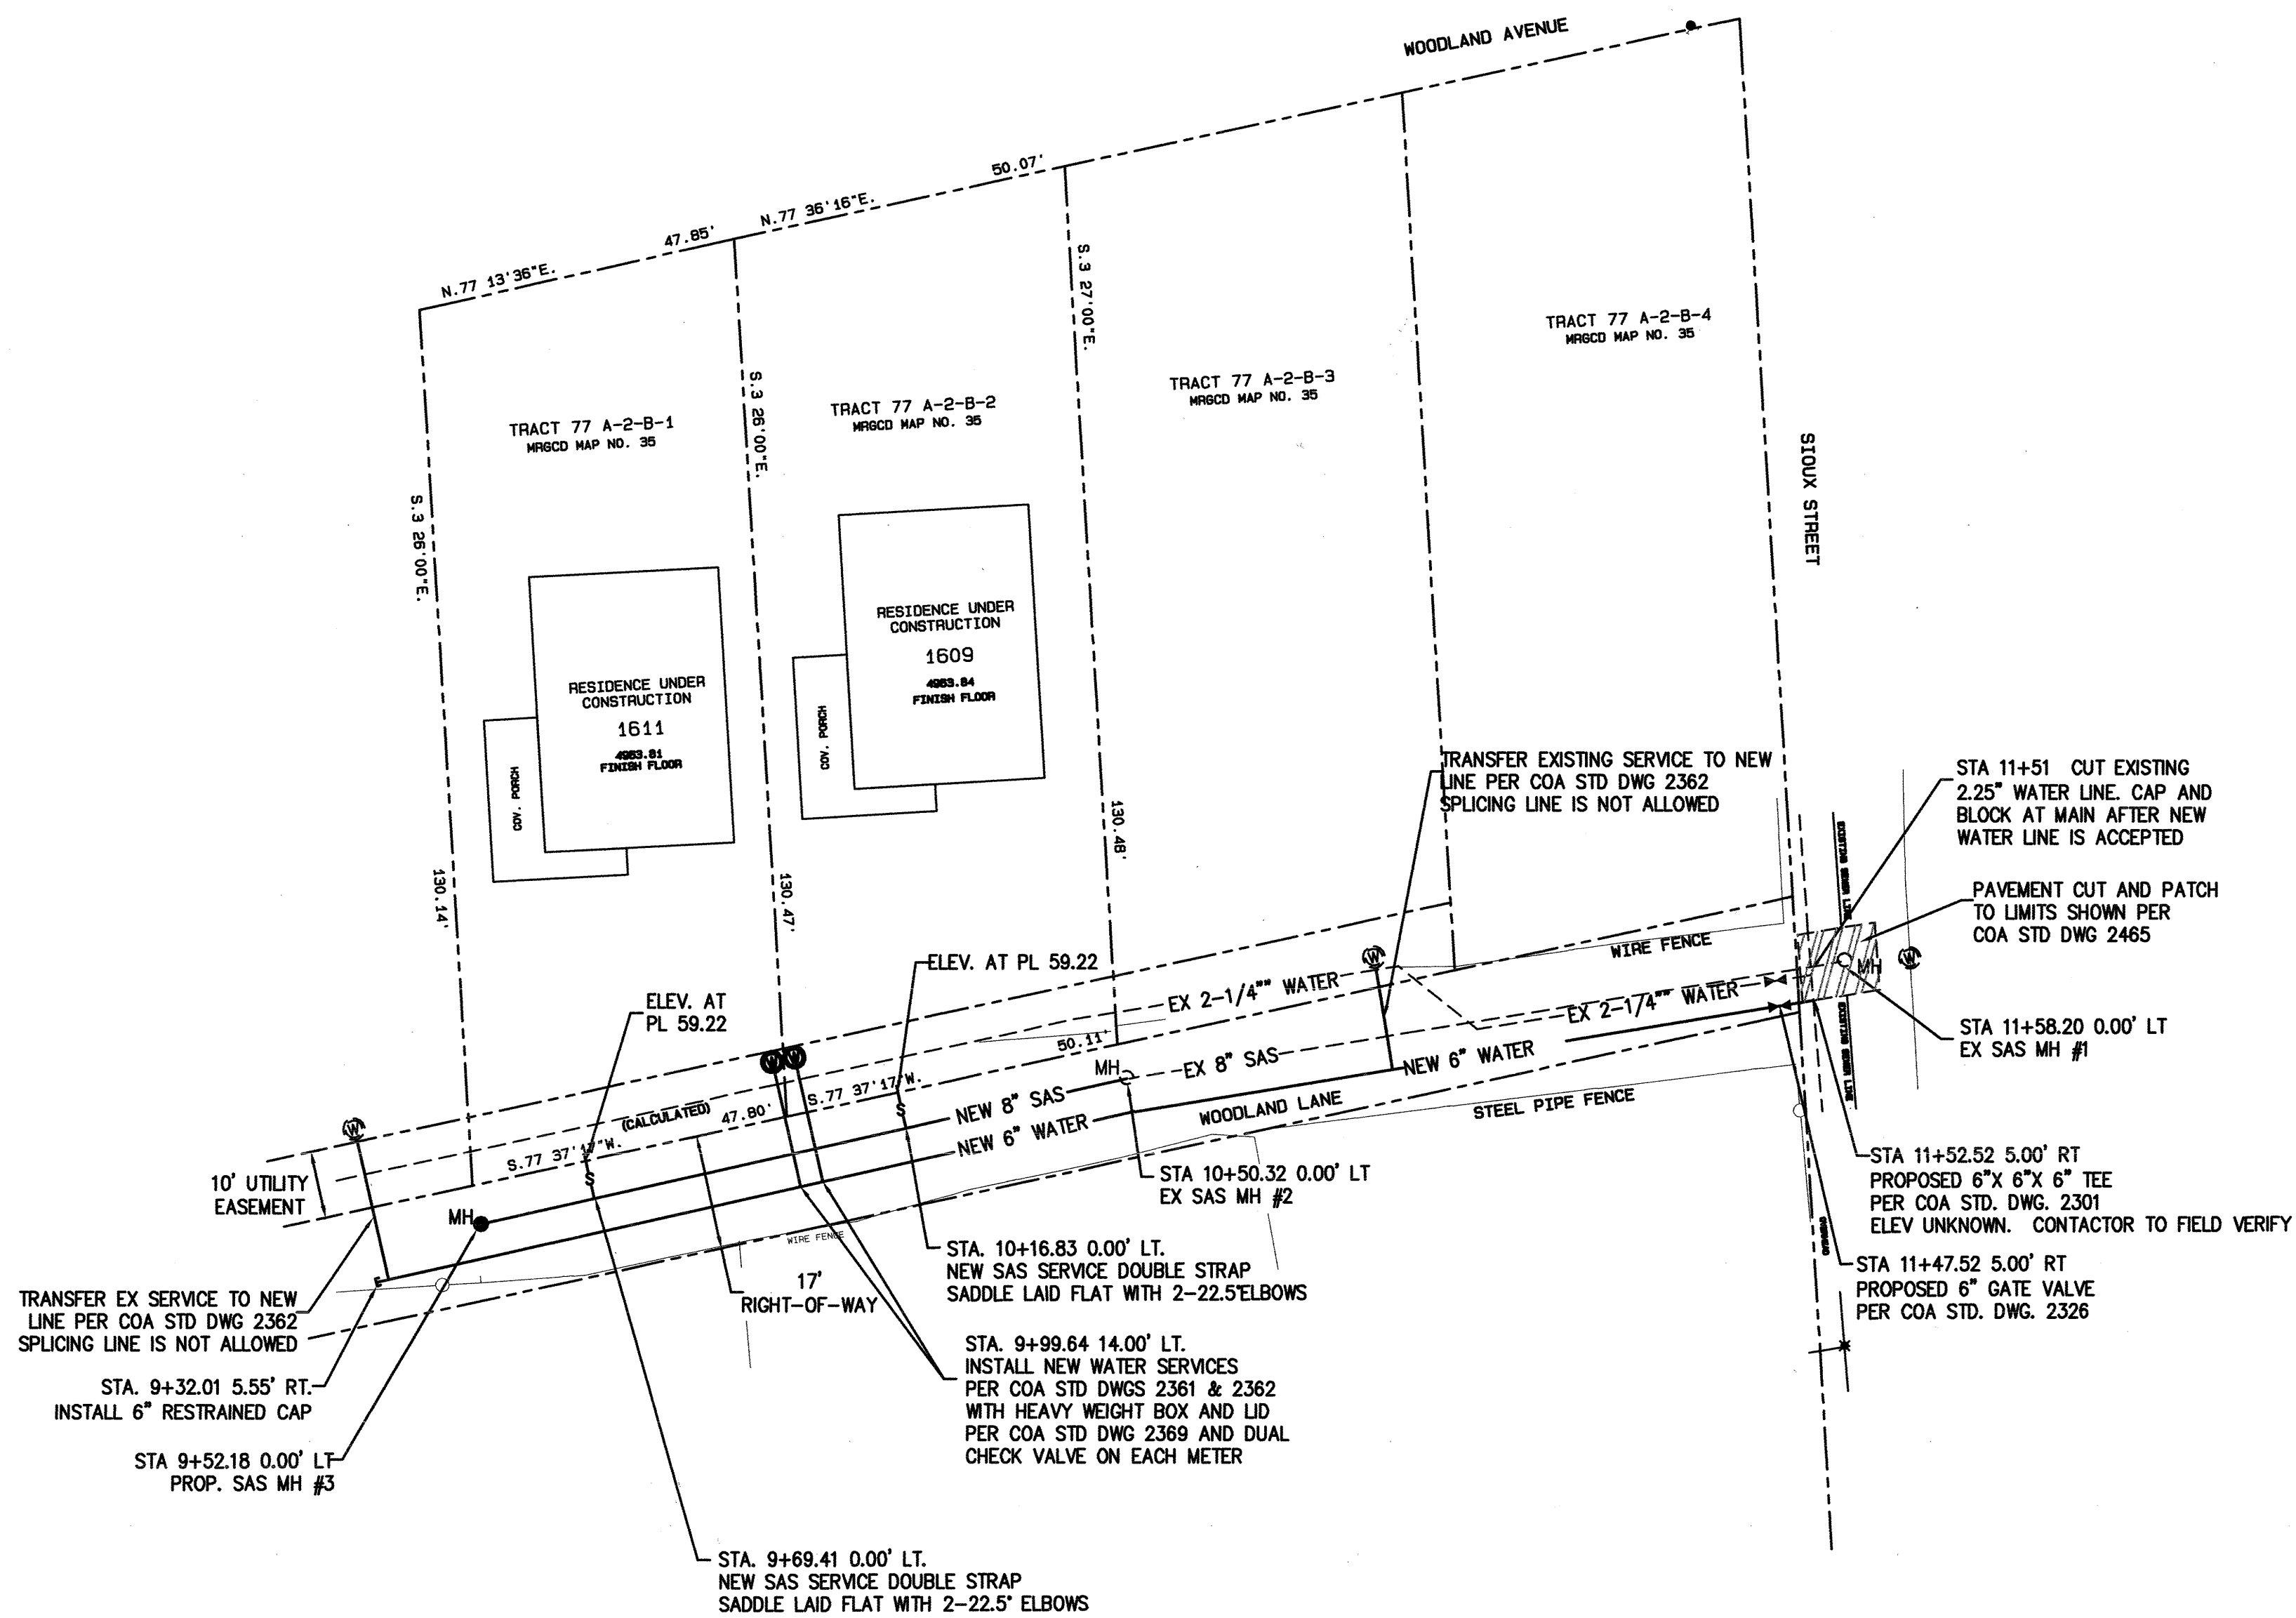 WOODLAND AVENUE
50.07'
N.77 36'16"E.
47.85'
N.77 13'36"E.
S.3 27'00"E.
S.3 26'00"E.
S.3 26'00"E.
TRACT 77 A-2-B-4
MRGCD MAP NO. 35
TRACT 77 A-2-B-3
MRGCD MAP NO. 35
TRACT 77 A-2-B-2
MRGCD MAP NO. 35
TRACT 77 A-2-B-1
MRGCD MAP NO. 35
SIOUX STREET
RESIDENCE UNDER
CONSTRUCTION
1609
4953.84
FINISH FLOOR
COV. PORCH
RESIDENCE UNDER
CONSTRUCTION
1611
4953.81
FINISH FLOOR
COV. PORCH
130.14'
130.47'
130.48'
TRANSFER EXISTING SERVICE TO NEW
LINE PER COA STD DWG 2362
SPLICING LINE IS NOT ALLOWED
STA 11+51 CUT EXISTING
2.25" WATER LINE. CAP AND
BLOCK AT MAIN AFTER NEW
WATER LINE IS ACCEPTED
PAVEMENT CUT AND PATCH
TO LIMITS SHOWN PER
COA STD DWG 2465
EXISTING SEWER LINE
WIRE FENCE
W
W
MH
ELEV. AT PL 59.22
ELEV. AT
PL 59.22
EX 2-1/4"" WATER
EX 2-1/4"" WATER
STA 11+58.20 0.00' LT
EX SAS MH #1
EXISTING SEWER LINE
50.11'
MH
EX 8" SAS
NEW 6" WATER
W W
S.77 37'17"W.
NEW 8" SAS
WOODLAND LANE
STEEL PIPE FENCE
S
(CALCULATED)
47.80'
NEW 6" WATER
W
S.77 37'17"W.
S
10' UTILITY
EASEMENT
MH
STA 10+50.32 0.00' LT
EX SAS MH #2
STA 11+52.52 5.00' RT
PROPOSED 6"X 6"X 6" TEE
PER COA STD. DWG. 2301
ELEV UNKNOWN. CONTACTOR TO FIELD VERIFY
WIRE FENCE
STA. 10+16.83 0.00' LT.
NEW SAS SERVICE DOUBLE STRAP
SADDLE LAID FLAT WITH 2-22.5°ELBOWS
OVERHEAD
STA 11+47.52 5.00' RT
PROPOSED 6" GATE VALVE
PER COA STD. DWG. 2326
E
17'
RIGHT-OF-WAY
TRANSFER EX SERVICE TO NEW
LINE PER COA STD DWG 2362
SPLICING LINE IS NOT ALLOWED
STA. 9+99.64 14.00' LT.
INSTALL NEW WATER SERVICES
PER COA STD DWGS 2361 & 2362
WITH HEAVY WEIGHT BOX AND LID
PER COA STD DWG 2369 AND DUAL
CHECK VALVE ON EACH METER
STA. 9+32.01 5.55' RT.
INSTALL 6" RESTRAINED CAP
STA 9+52.18 0.00' LT
PROP. SAS MH #3
STA. 9+69.41 0.00' LT.
NEW SAS SERVICE DOUBLE STRAP
SADDLE LAID FLAT WITH 2-22.5° ELBOWS